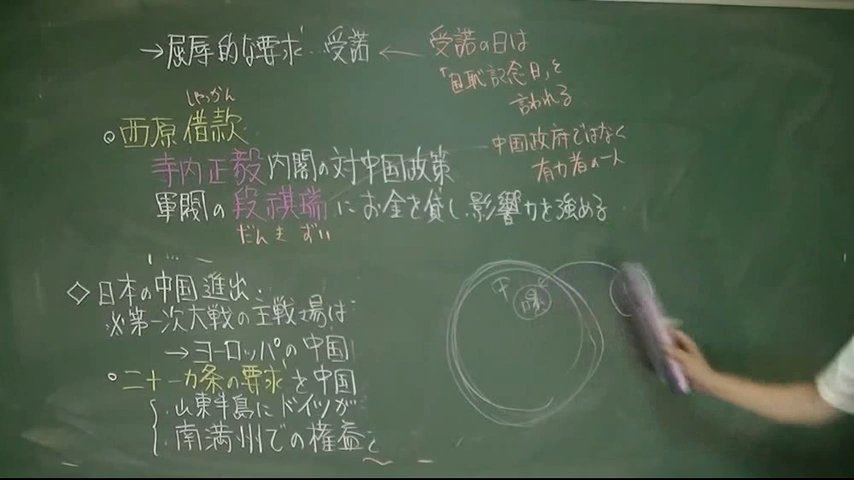 →屈辱的な要求…受諾 ← 受諾の日は
「国恥記念日」と
言われる
しゃっかん
○西原借款
寺内正毅内閣の対中国政策
中国政府ではなく
有力者の一人
軍閥の段祺瑞にお金を貸し影響力を強める
だんきずい
◇日本の中国進出
※第一次大戦の主戦場は
→ヨーロッパの中国
○二十一カ条の要求を中国
・山東半島にドイツが
・南満州での権益と
中